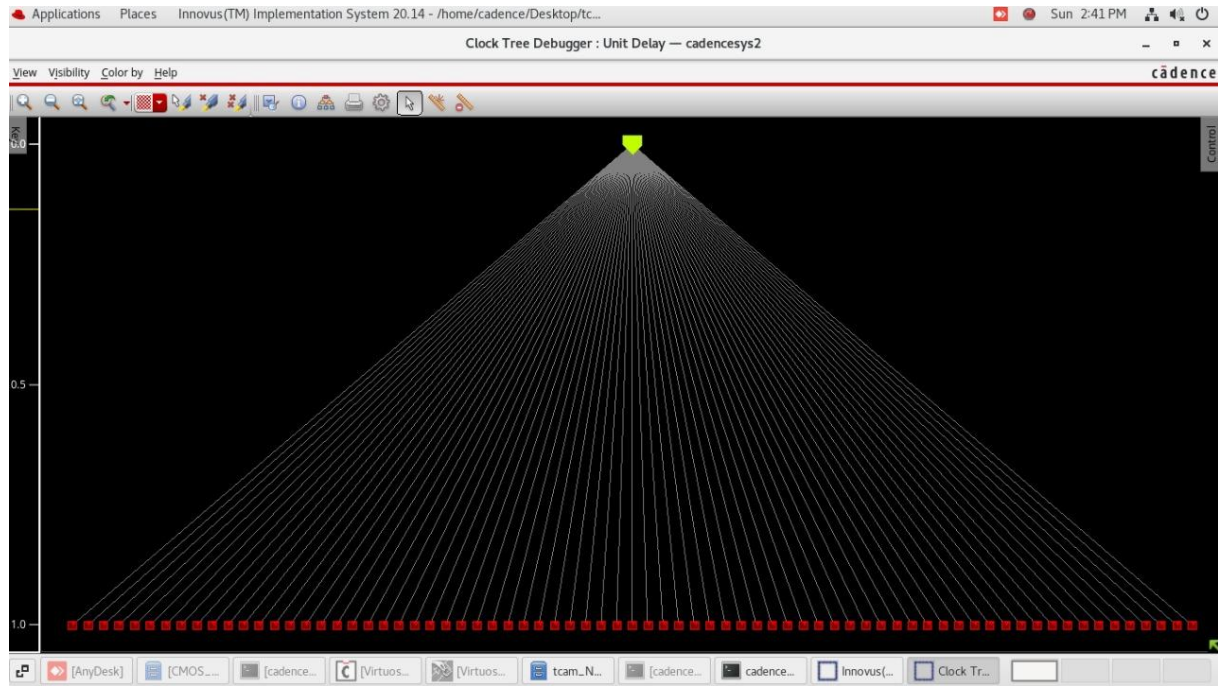 Applications Places Innovus(TM) Implementation System 20.14 - /home/cadence/Desktop/tc... Sun 2:41 PM
Clock Tree Debugger : Unit Delay — cadencesys2
View Visibility Color by Help cādence
Key
Control
0.0
0.5
1.0
[AnyDesk] [CMOS_... [cadence... [Virtuos... [Virtuos... tcam_N... [cadence... cadence... Innovus(... Clock Tr...